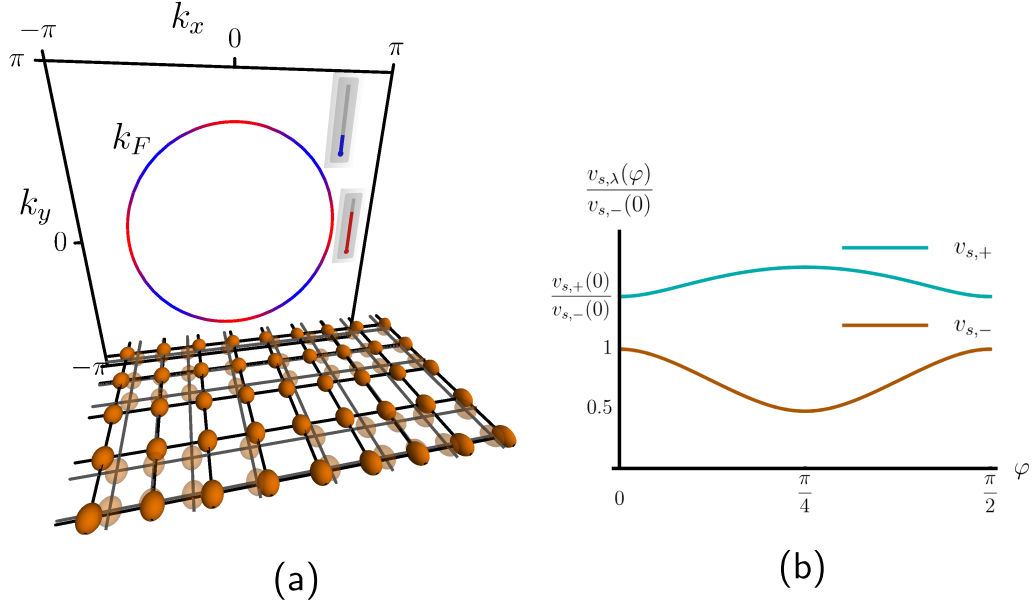 k_x
−π 0 π
π
k_F
k_y
0
−π
(a)
v_{s,λ}(φ)
v_{s,−}(0)
v_{s,+}
v_{s,+}(0)
v_{s,−}(0)
v_{s,−}
1
0.5
0 π/4 π/2 φ
(b)